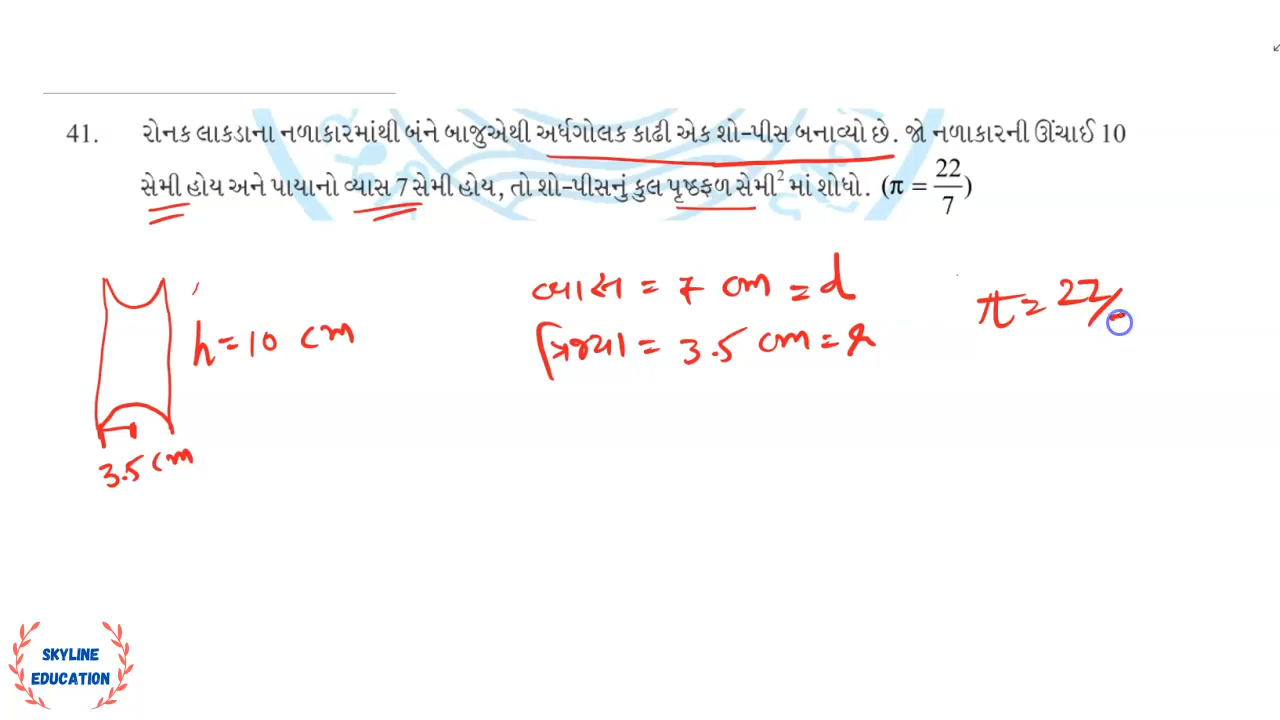 41. રોનક લાકડાના નળાકારમાંથી બંને બાજુએથી અર્ધગોલક કાઢી એક શો-પીસ બનાવ્યો છે. જો નળાકારની ઊંચાઈ 10
સેમી હોય અને પાયાનો વ્યાસ 7 સેમી હોય, તો શો-પીસનું કુલ પૃષ્ઠફળ સેમી² માં શોધો. (π = 22/7)
વ્યાસ = 7 cm = d
π = 22/
h = 10 cm
ત્રિજ્યા = 3.5 cm = r
3.5 cm
SKYLINE
EDUCATION